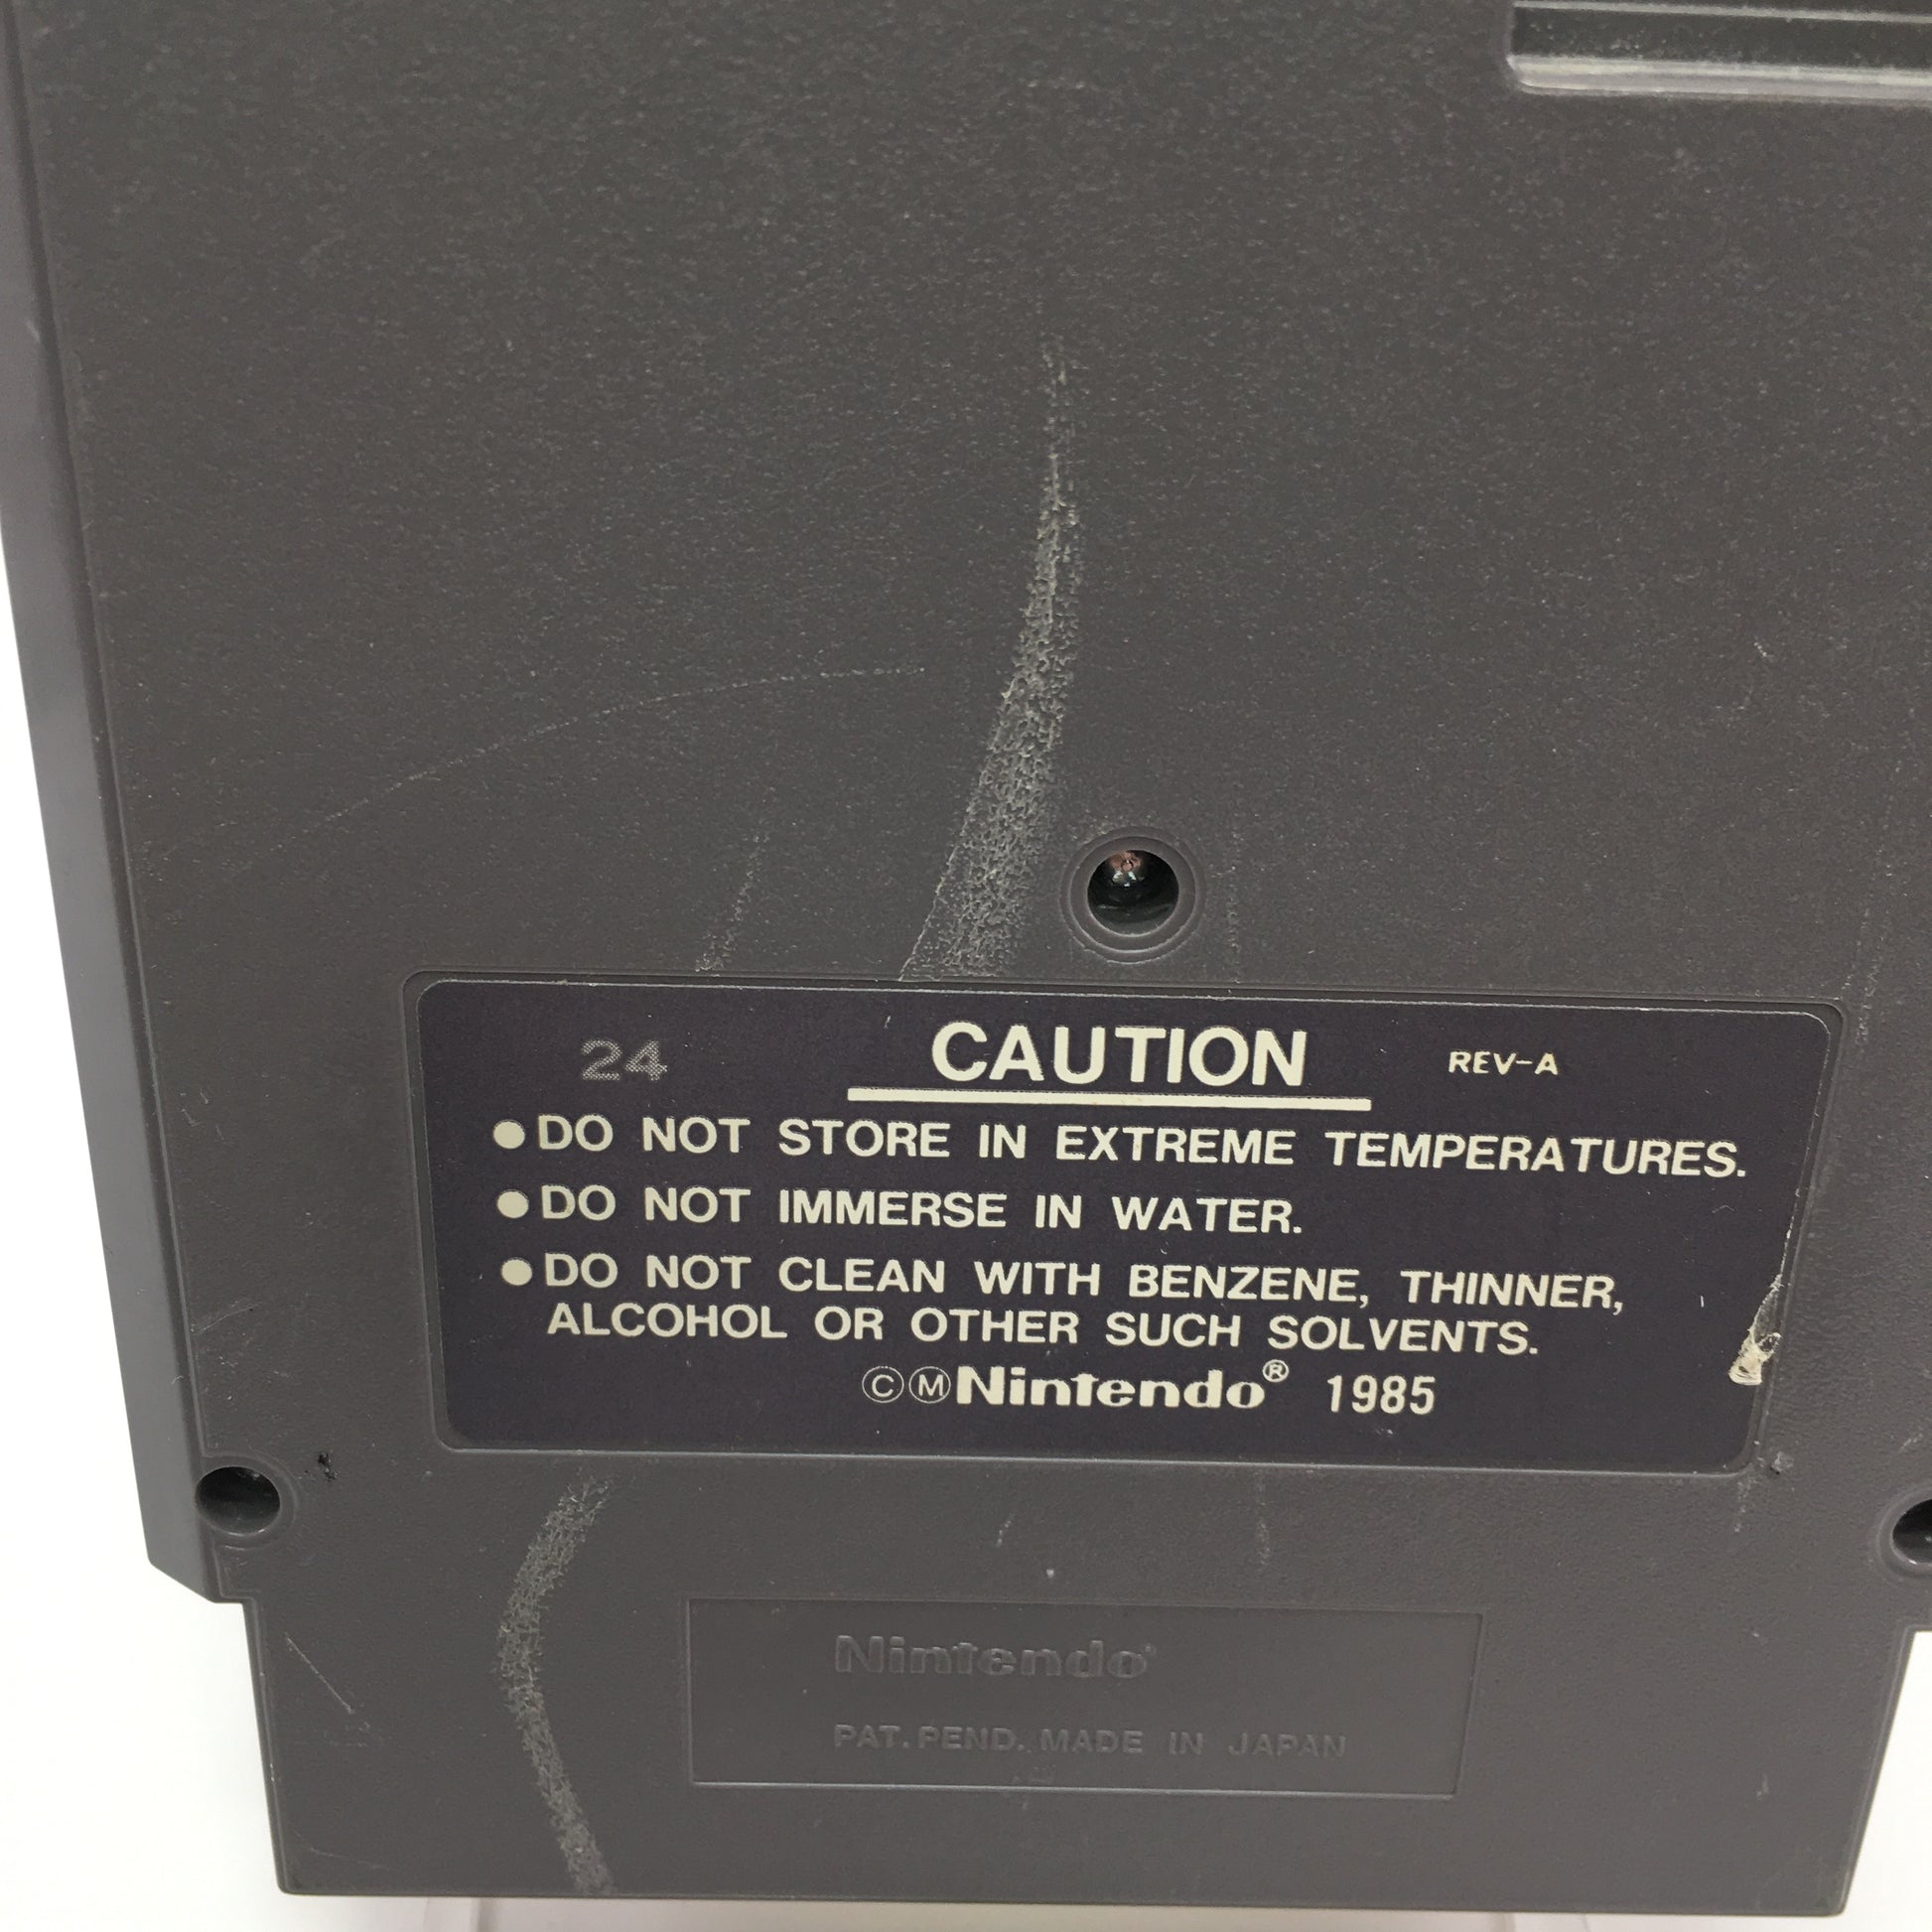 24 CAUTION REV-A
●DO NOT STORE IN EXTREME TEMPERATURES.
●DO NOT IMMERSE IN WATER.
●DO NOT CLEAN WITH BENZENE, THINNER,
ALCOHOL OR OTHER SUCH SOLVENTS.
ⒸⓂNintendo® 1985
Nintendo®
PAT. PEND. MADE IN JAPAN